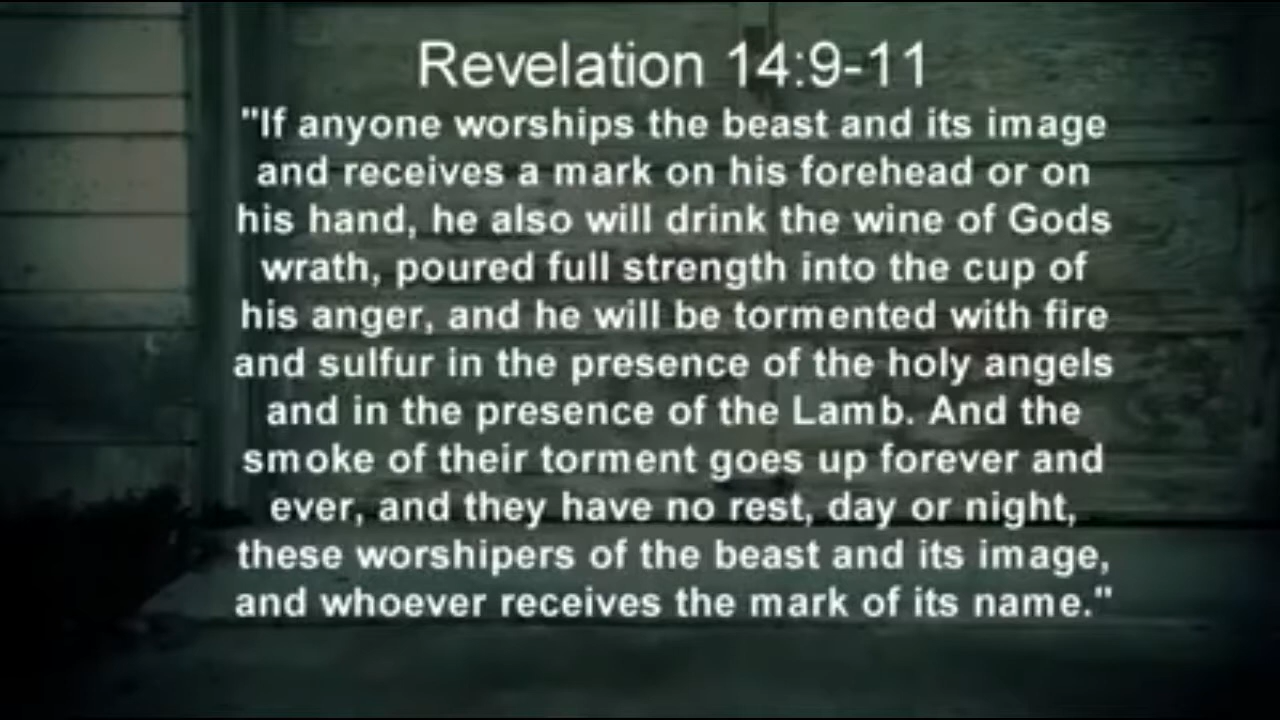 Revelation 14:9-11
"If anyone worships the beast and its image
and receives a mark on his forehead or on
his hand, he also will drink the wine of Gods
wrath, poured full strength into the cup of
his anger, and he will be tormented with fire
and sulfur in the presence of the holy angels
and in the presence of the Lamb. And the
smoke of their torment goes up forever and
ever, and they have no rest, day or night,
these worshipers of the beast and its image,
and whoever receives the mark of its name."